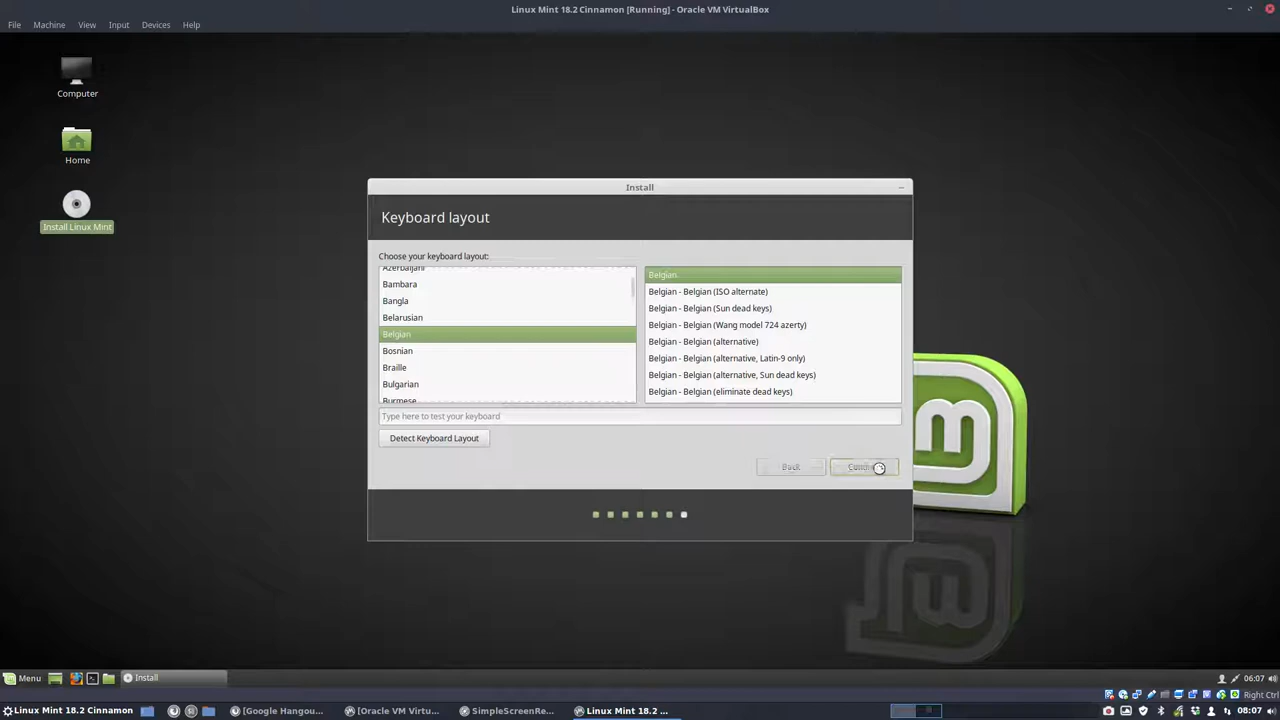 Linux Mint 18.2 Cinnamon [Running] - Oracle VM VirtualBox
File Machine View Input Devices Help
Computer
Home
Install Linux Mint
Install
Keyboard layout
Choose your keyboard layout:
Azerbaijani
Bambara
Bangla
Belarusian
Belgian
Bosnian
Braille
Bulgarian
Burmese
Belgian
Belgian - Belgian (ISO alternate)
Belgian - Belgian (Sun dead keys)
Belgian - Belgian (Wang model 724 azerty)
Belgian - Belgian (alternative)
Belgian - Belgian (alternative, Latin-9 only)
Belgian - Belgian (alternative, Sun dead keys)
Belgian - Belgian (eliminate dead keys)
Type here to test your keyboard
Detect Keyboard Layout
Back
Menu
Install
06:07
Right Ctrl
Linux Mint 18.2 Cinnamon
[Google Hangou...
[Oracle VM Virtu...
[SimpleScreenRe...
Linux Mint 18.2 ...
08:07